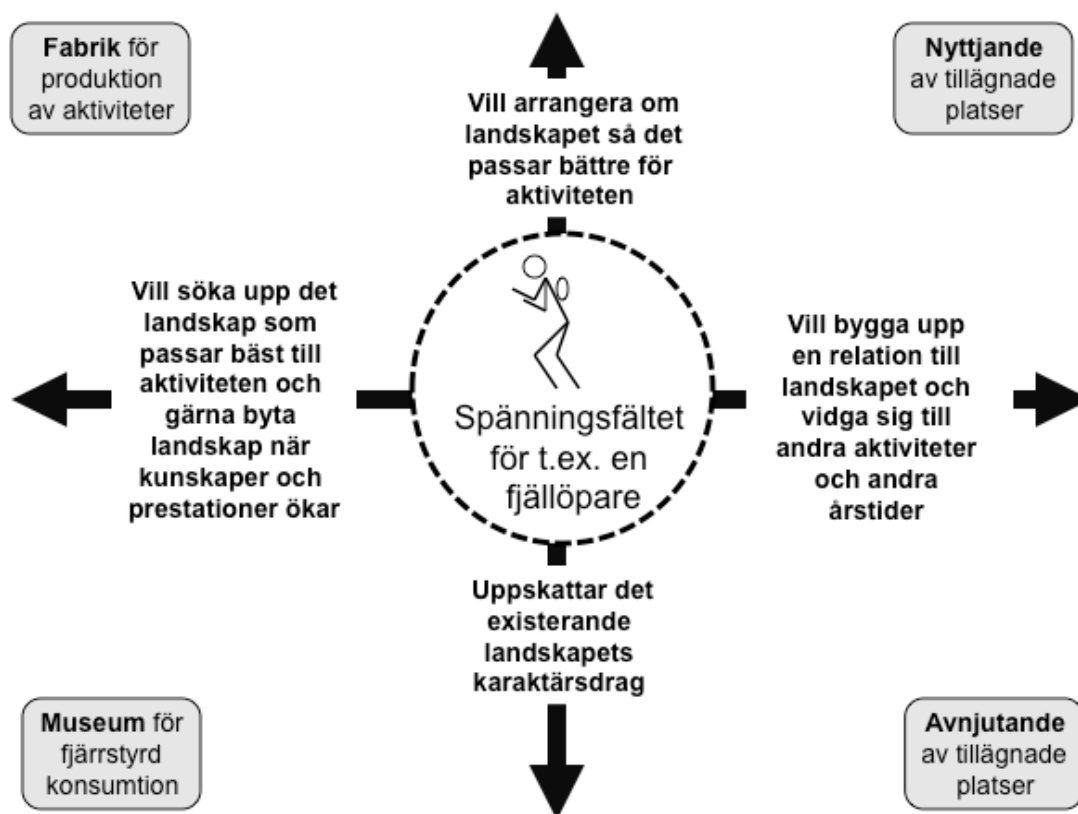 Fabrik för
produktion
av aktiviteter
Nyttjande
av tillägnade
platser
Vill arrangera om
landskapet så det
passar bättre för
aktiviteten
Vill söka upp det
landskap som
passar bäst till
aktiviteten och
gärna byta
landskap när
kunskaper och
prestationer ökar
Spänningsfältet
för t.ex. en
fjällöpare
Vill bygga upp
en relation till
landskapet och
vidga sig till
andra aktiviteter
och andra
årstider
Uppskattar det
existerande
landskapets
karaktärsdrag
Museum för
fjärrstyrd
konsumtion
Avnjutande
av tillägnade
platser